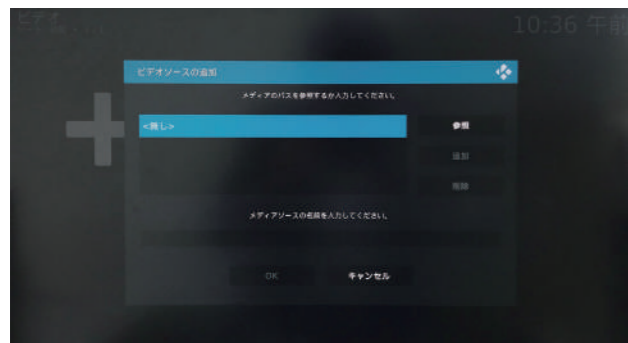 ビデオ
10:36 午前
ビデオソースの追加
メディアのパスを参照するか入力してください。
<無し>
参照
追加
削除
メディアソースの名前を入力してください。
OK
キャンセル